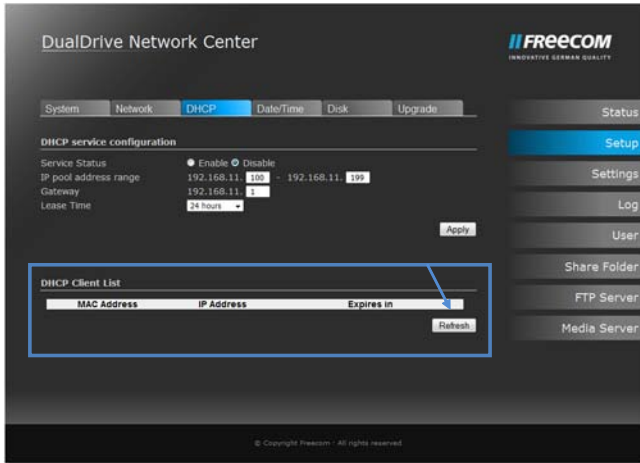 DualDrive Network Center
FREECOM
INNOVATIVE GERMAN QUALITY
System Network DHCP Date/Time Disk Upgrade
DHCP service configuration
Service Status Enable Disable
IP pool address range 192.168.11. 100 - 192.168.11. 199
Gateway 192.168.11. 1
Lease Time 24 hours
Apply
DHCP Client List
MAC Address IP Address Expires in
Refresh
Status
Setup
Settings
Log
User
Share Folder
FTP Server
Media Server
© Copyright Freecom · All rights reserved